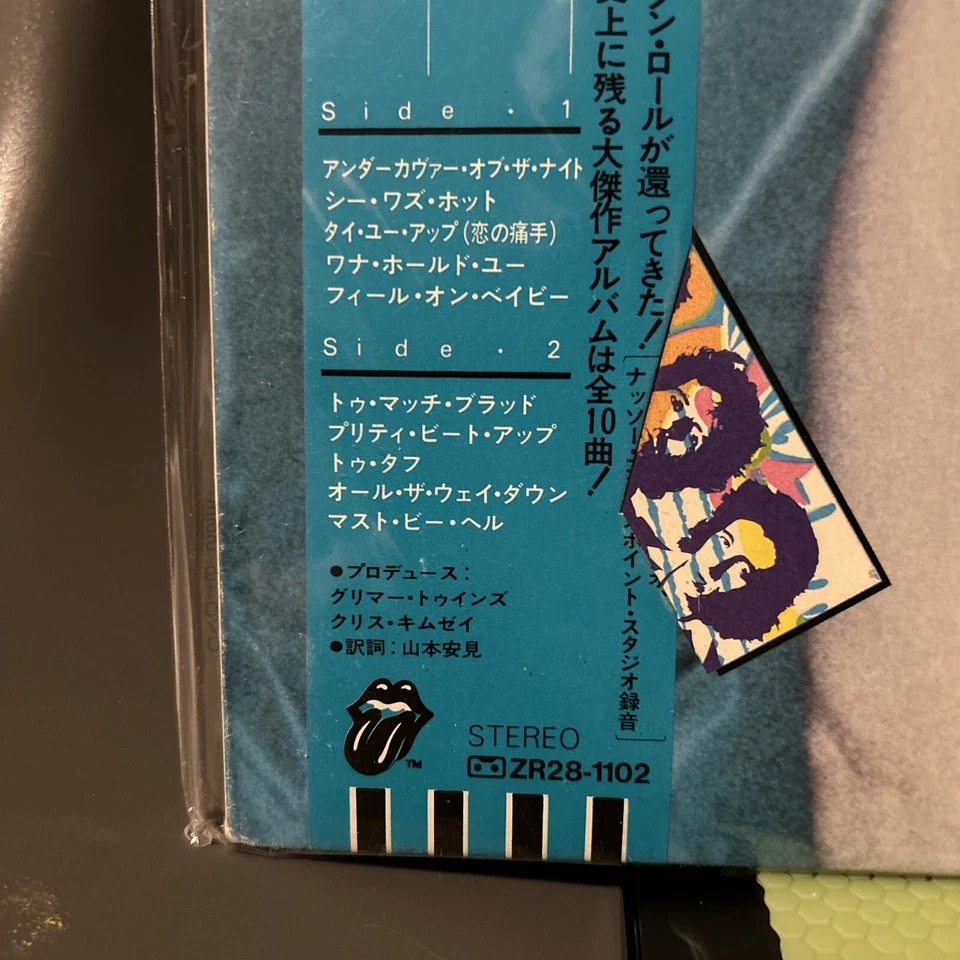 ン・ロールが還ってきた!
史上に残る大傑作アルバムは全10曲!
[ナッソー
ポイント・スタジオ録音]
Side・1
アンダーカヴァー・オブ・ザ・ナイト
シー・ワズ・ホット
タイ・ユー・アップ(恋の痛手)
ワナ・ホールド・ユー
フィール・オン・ベイビー
Side・2
トゥ・マッチ・ブラッド
プリティ・ビート・アップ
トゥ・タフ
オール・ザ・ウェイ・ダウン
マスト・ビー・ヘル
●プロデュース:
グリマー・トゥインズ
クリス・キムゼイ
●訳詞:山本安見
TM
STEREO
ZR28-1102